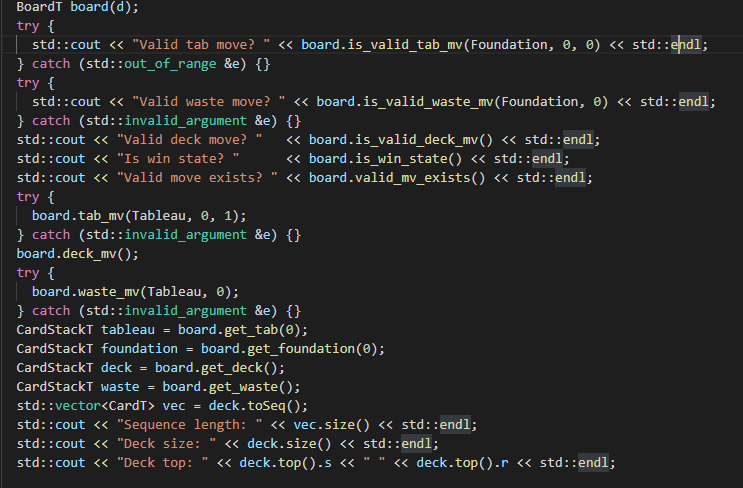 BoardT board(d);
try {
  std::cout << "Valid tab move? " << board.is_valid_tab_mv(Foundation, 0, 0) << std::endl;
} catch (std::out_of_range &e) {}
try {
  std::cout << "Valid waste move? " << board.is_valid_waste_mv(Foundation, 0) << std::endl;
} catch (std::invalid_argument &e) {}
std::cout << "Valid deck move? "   << board.is_valid_deck_mv() << std::endl;
std::cout << "Is win state? "      << board.is_win_state() << std::endl;
std::cout << "Valid move exists? " << board.valid_mv_exists() << std::endl;
try {
  board.tab_mv(Tableau, 0, 1);
} catch (std::invalid_argument &e) {}
board.deck_mv();
try {
  board.waste_mv(Tableau, 0);
} catch (std::invalid_argument &e) {}
CardStackT tableau = board.get_tab(0);
CardStackT foundation = board.get_foundation(0);
CardStackT deck = board.get_deck();
CardStackT waste = board.get_waste();
std::vector<CardT> vec = deck.toSeq();
std::cout << "Sequence length: " << vec.size() << std::endl;
std::cout << "Deck size: " << deck.size() << std::endl;
std::cout << "Deck top: " << deck.top().s << " " << deck.top().r << std::endl;